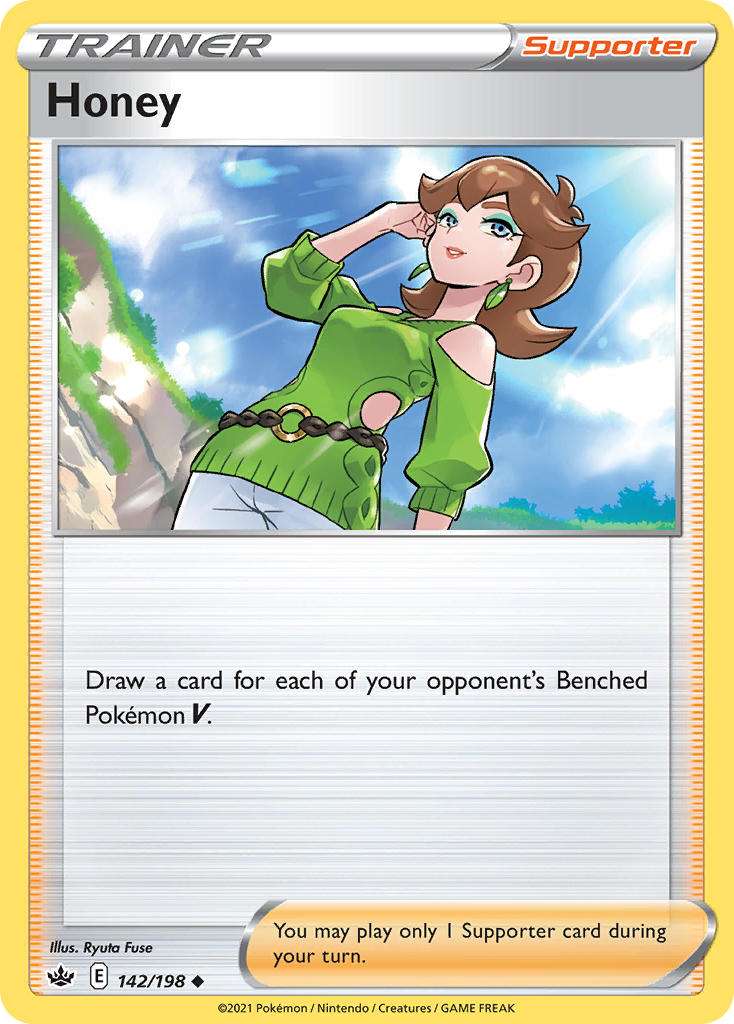 TRAINER
Supporter
Honey
Draw a card for each of your opponent's Benched
Pokémon V.
You may play only 1 Supporter card during
your turn.
Illus. Ryuta Fuse
E 142/198
©2021 Pokémon / Nintendo / Creatures / GAME FREAK